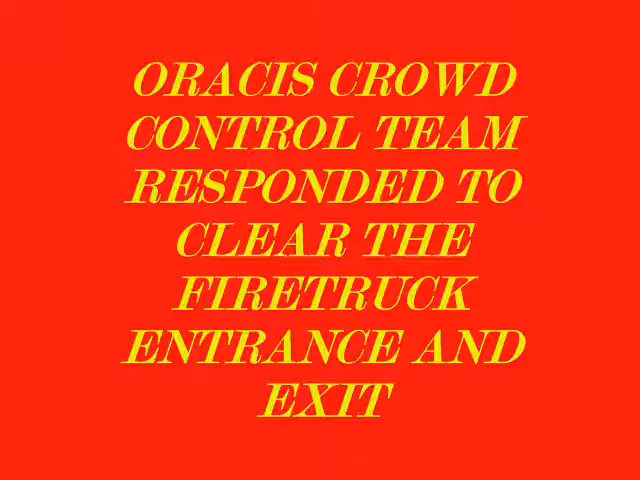 ORACIS CROWD
CONTROL TEAM
RESPONDED TO
CLEAR THE
FIRETRUCK
ENTRANCE AND
EXIT